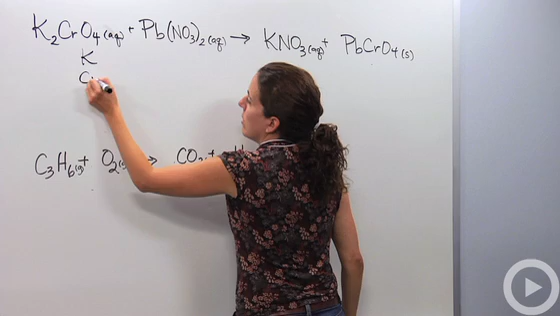 K₂CrO₄(aq) + Pb(NO₃)₂(aq) → KNO₃(aq) + PbCrO₄(s)
K
C
C₃H₆(g) + O₂(g) → CO₂ +